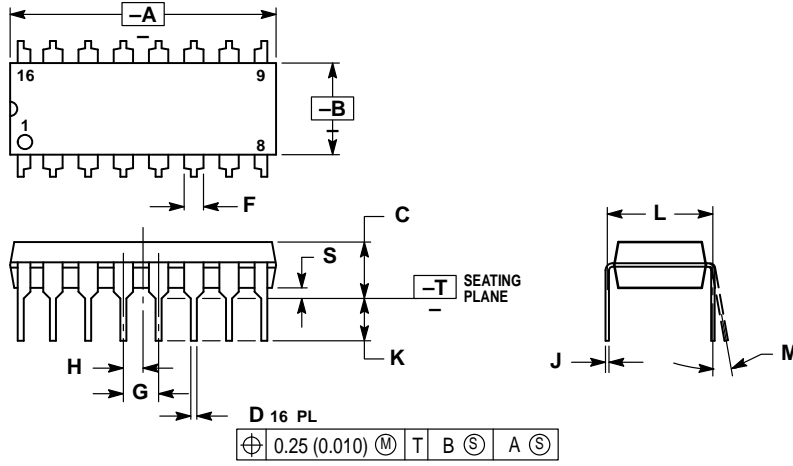 –A
–
16 9
–B
–
1
8
F
C
S
L
–T SEATING
PLANE
–
K
J
M
H
G
D 16 PL
⌖ 0.25 (0.010) Ⓜ T B Ⓢ A Ⓢ